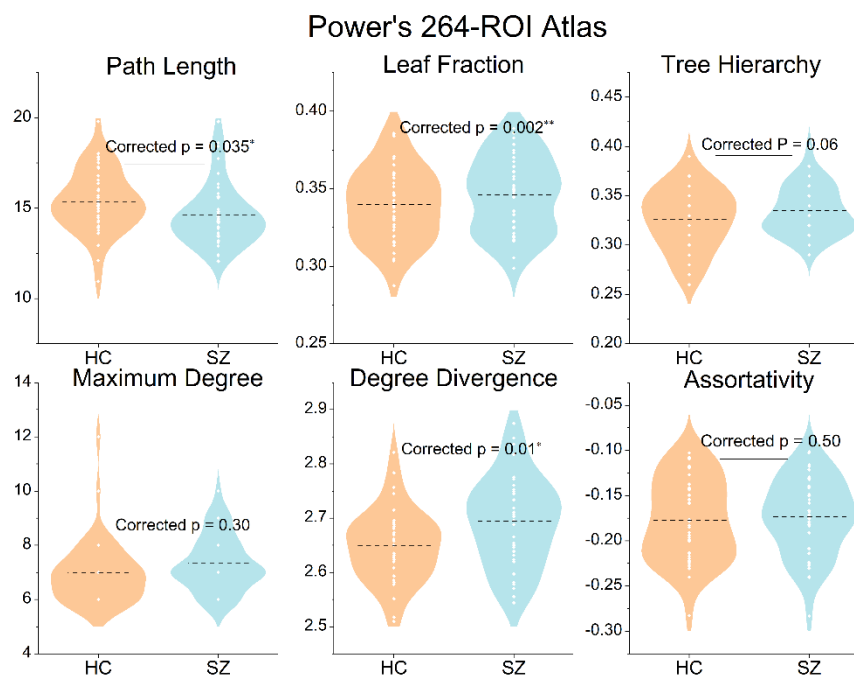 Power's 264-ROI Atlas
Path Length
20
15
10
Corrected p = 0.035*
HC SZ
Leaf Fraction
0.40
0.35
0.30
0.25
Corrected p = 0.002**
HC SZ
Tree Hierarchy
0.45
0.40
0.35
0.30
0.25
0.20
Corrected P = 0.06
HC SZ
Maximum Degree
14
12
10
8
6
4
Corrected p = 0.30
HC SZ
Degree Divergence
2.9
2.8
2.7
2.6
2.5
Corrected p = 0.01*
HC SZ
Assortativity
-0.05
-0.10
-0.15
-0.20
-0.25
-0.30
Corrected p = 0.50
HC SZ